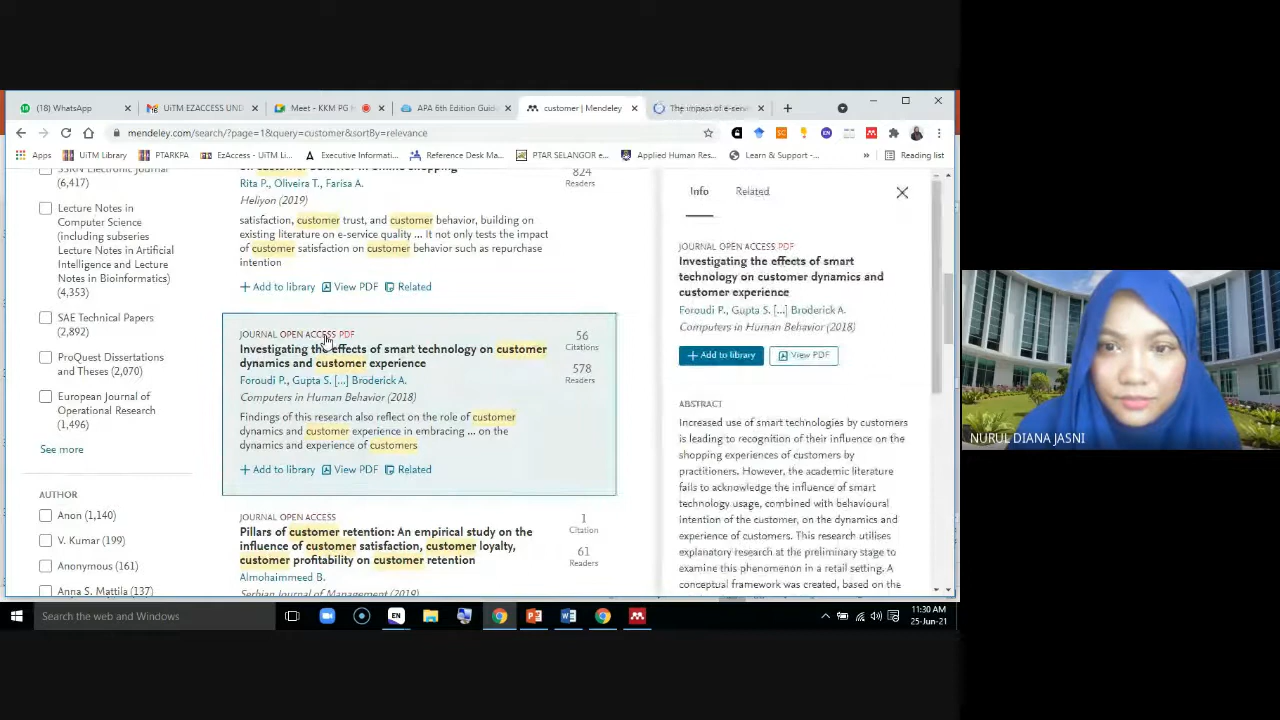 (18) WhatsApp
UiTM EZACCESS UND
Meet - KKM PG
APA 6th Edition Guid
customer | Mendeley
The impact of e-serv
mendeley.com/search/?page=1&query=customer&sortBy=relevance
Apps
UiTM Library
PTARKPA
EzAccess - UiTM Li...
Executive Informati...
Reference Desk Ma...
PTAR SELANGOR e...
Applied Human Res...
Learn & Support -...
»
Reading list
SSRN Electronic Journal
(6,417)
Lecture Notes in
Computer Science
(including subseries
Lecture Notes in Artificial
Intelligence and Lecture
Notes in Bioinformatics)
(4,353)
SAE Technical Papers
(2,892)
ProQuest Dissertations
and Theses (2,070)
European Journal of
Operational Research
(1,496)
See more
AUTHOR
Anon (1,140)
V. Kumar (199)
Anonymous (161)
Anna S. Mattila (137)
on customer behavior in online shopping
824
Readers
Rita P., Oliveira T., Farisa A.
Heliyon (2019)
satisfaction, customer trust, and customer behavior, building on
existing literature on e-service quality ... It not only tests the impact
of customer satisfaction on customer behavior such as repurchase
intention
Add to library View PDF Related
JOURNAL OPEN ACCESS PDF
56
Citations
Investigating the effects of smart technology on customer
dynamics and customer experience
578
Readers
Foroudi P., Gupta S. [...] Broderick A.
Computers in Human Behavior (2018)
Findings of this research also reflect on the role of customer
dynamics and customer experience in embracing ... on the
dynamics and experience of customers
Add to library View PDF Related
JOURNAL OPEN ACCESS
1
Citation
Pillars of customer retention: An empirical study on the
influence of customer satisfaction, customer loyalty,
customer profitability on customer retention
61
Readers
Almohaimmeed B.
Serbian Journal of Management (2019)
Info
Related
JOURNAL OPEN ACCESS PDF
Investigating the effects of smart
technology on customer dynamics and
customer experience
Foroudi P., Gupta S. [...] Broderick A.
Computers in Human Behavior (2018)
Add to library View PDF
ABSTRACT
Increased use of smart technologies by customers
is leading to recognition of their influence on the
shopping experiences of customers by
practitioners. However, the academic literature
fails to acknowledge the influence of smart
technology usage, combined with behavioural
intention of the customer, on the dynamics and
experience of customers. This research utilises
explanatory research at the preliminary stage to
examine this phenomenon in a retail setting. A
conceptual framework was created, based on the
NURUL DIANA JASNI
Search the web and Windows
EN
11:30 AM
25-Jun-21